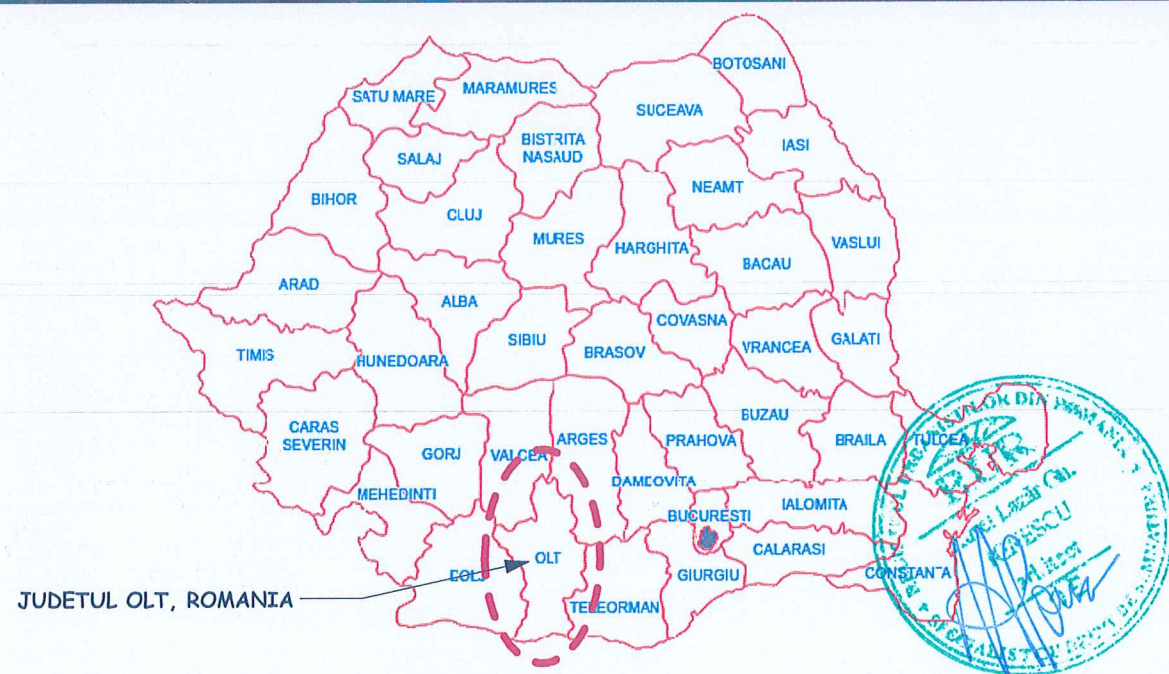 BOTOSANI
SATU MARE
MARAMURES
SUCEAVA
BISTRITA
NASAUD
IASI
SALAJ
NEAMT
BIHOR
CLUJ
MURES
HARGHITA
VASLUI
BACAU
ARAD
ALBA
COVASNA
SIBIU
BRASOV
VRANCEA
GALATI
TIMIS
HUNEDOARA
BUZAU
CARAS
SEVERIN
GORJ
VALCEA
ARGES
PRAHOVA
BRAILA
TULCEA
MEHEDINTI
IALOMITA
BUCURESTI
OLT
CALARASI
GIURGIU
CONSTANTA
TELEORMAN
JUDETUL OLT, ROMANIA
DIN
RUR